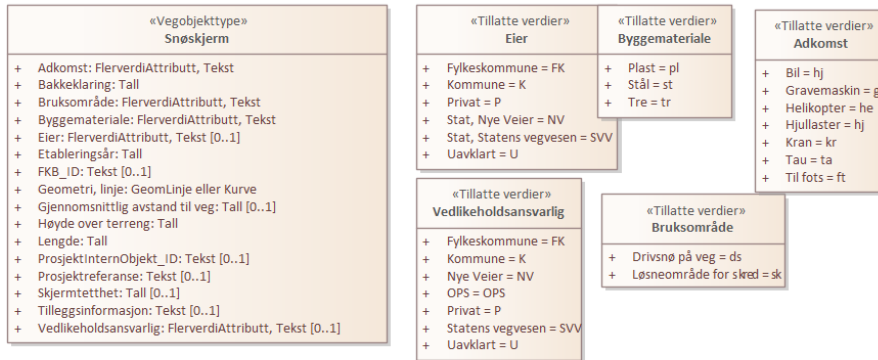 «Vegobjekttype»
Snøskjerm
+ Adkomst: FlerverdiAttributt, Tekst
+ Bakkeklaring: Tall
+ Bruksområde: FlerverdiAttributt, Tekst
+ Byggemateriale: FlerverdiAttributt, Tekst
+ Eier: FlerverdiAttributt, Tekst [0..1]
+ Etableringsår: Tall
+ FKB_ID: Tekst [0..1]
+ Geometri, linje: GeomLinje eller Kurve
+ Gjennomsnittlig avstand til veg: Tall [0..1]
+ Høyde over terreng: Tall
+ Lengde: Tall
+ ProsjektInternObjekt_ID: Tekst [0..1]
+ Prosjektreferanse: Tekst [0..1]
+ Skjermtetthet: Tall [0..1]
+ Tilleggsinformasjon: Tekst [0..1]
+ Vedlikeholdsansvarlig: FlerverdiAttributt, Tekst [0..1]
«Tillatte verdier»
Eier
+ Fylkeskommune = FK
+ Kommune = K
+ Privat = P
+ Stat, Nye Veier = NV
+ Stat, Statens vegvesen = SVV
+ Uavklart = U
«Tillatte verdier»
Byggemateriale
+ Plast = pl
+ Stål = st
+ Tre = tr
«Tillatte verdier»
Adkomst
+ Bil = hj
+ Gravemaskin = g
+ Helikopter = he
+ Hjullaster = hj
+ Kran = kr
+ Tau = ta
+ Til fots = ft
«Tillatte verdier»
Vedlikeholdsansvarlig
+ Fylkeskommune = FK
+ Kommune = K
+ Nye Veier = NV
+ OPS = OPS
+ Privat = P
+ Statens vegvesen = SVV
+ Uavklart = U
«Tillatte verdier»
Bruksområde
+ Drivsnø på veg = ds
+ Løsneområde for skred = sk